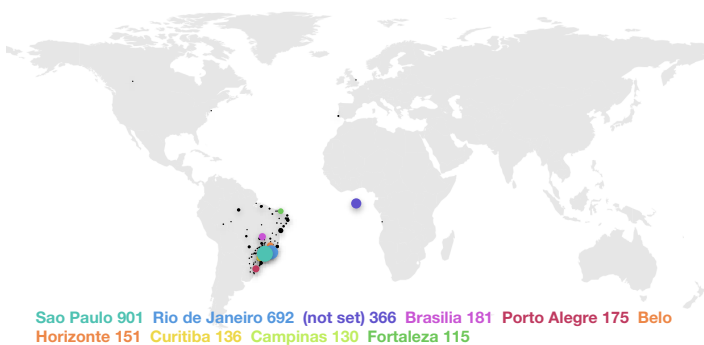 Sao Paulo 901 Rio de Janeiro 692 (not set) 366 Brasilia 181 Porto Alegre 175 Belo
Horizonte 151 Curitiba 136 Campinas 130 Fortaleza 115